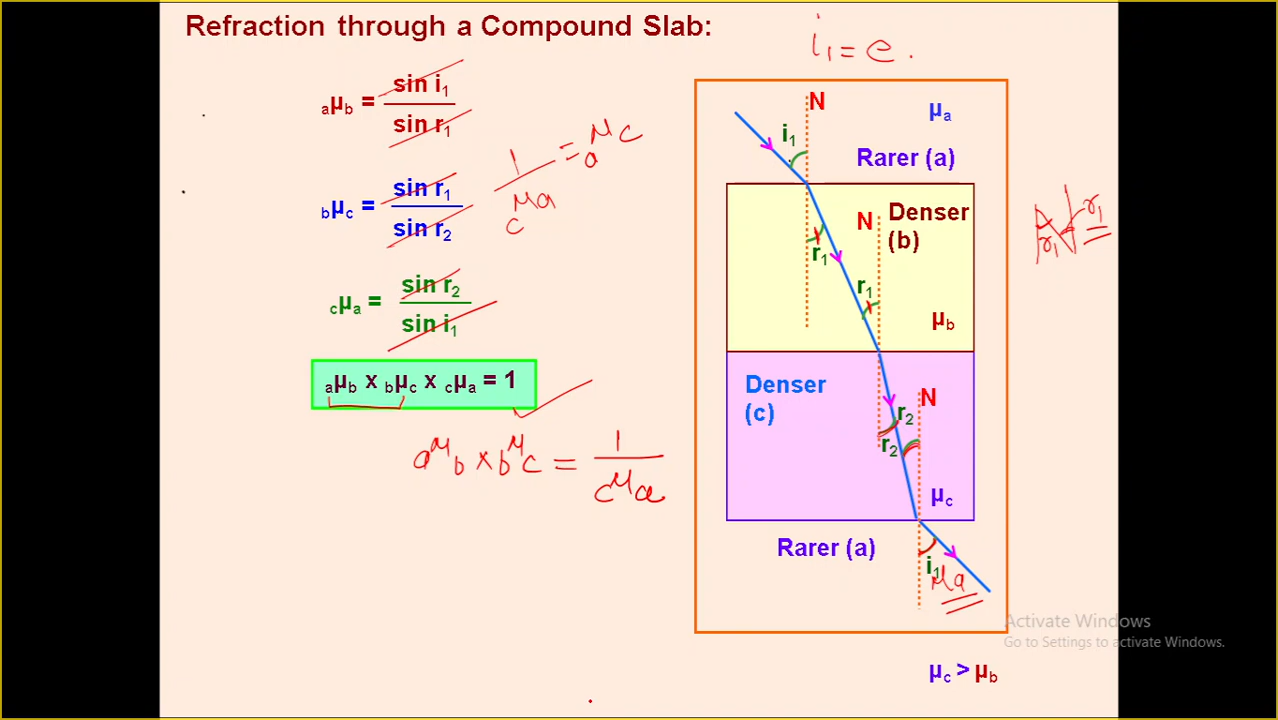 Refraction through a Compound Slab:
i₁ = e.
ₐμb = sin i₁ / sin r₁
bμc = sin r₁ / sin r₂
1 / cμa = aμc
cμₐ = sin r₂ / sin i₁
ₐμb x bμc x cμₐ = 1
aμb × bμc = 1 / cμa
N
μₐ
i₁
Rarer (a)
Denser
(b)
N
r₁
r₁
μb
r₁
r₁
Denser
(c)
N
r₂
r₂
μc
Rarer (a)
i₁
μa
Activate Windows
Go to Settings to activate Windows.
μc > μb